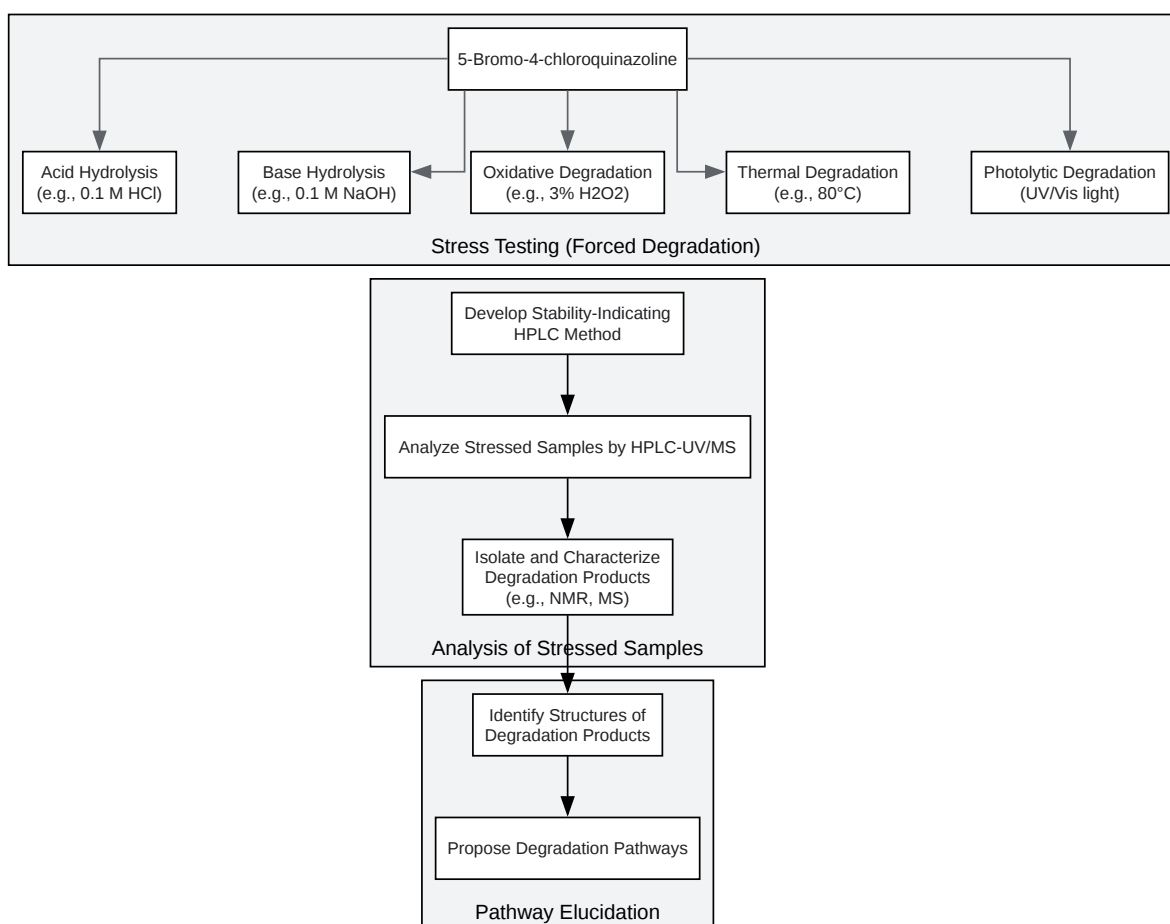 5-Bromo-4-chloroquinazoline
Acid Hydrolysis
(e.g., 0.1 M HCl)
Base Hydrolysis
(e.g., 0.1 M NaOH)
Oxidative Degradation
(e.g., 3% H2O2)
Thermal Degradation
(e.g., 80°C)
Photolytic Degradation
(UV/Vis light)
Stress Testing (Forced Degradation)
Develop Stability-Indicating
HPLC Method
Analyze Stressed Samples by HPLC-UV/MS
Isolate and Characterize
Degradation Products
(e.g., NMR, MS)
Analysis of Stressed Samples
Identify Structures of
Degradation Products
Propose Degradation Pathways
Pathway Elucidation